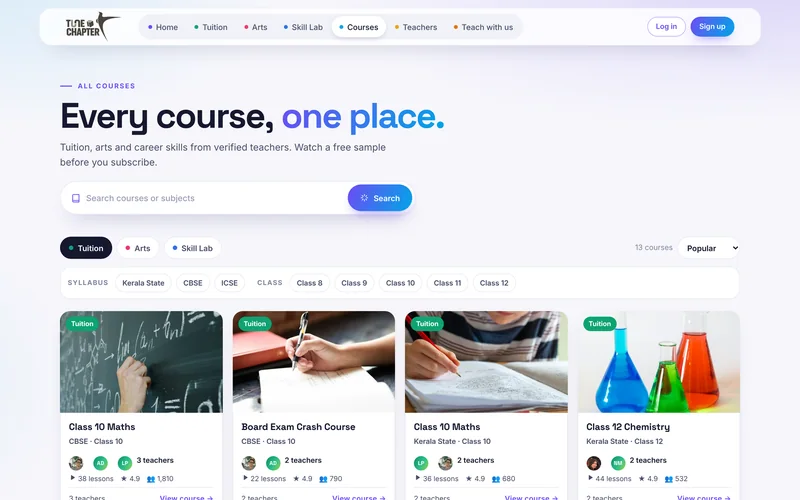 TUNE CHAPTER
Home
Tuition
Arts
Skill Lab
Courses
Teachers
Teach with us
Log in
Sign up
ALL COURSES
Every course, one place.
Tuition, arts and career skills from verified teachers. Watch a free sample
before you subscribe.
Search courses or subjects
Search
Tuition
Arts
Skill Lab
13 courses
Popular
SYLLABUS
Kerala State
CBSE
ICSE
CLASS
Class 8
Class 9
Class 10
Class 11
Class 12
Tuition
Class 10 Maths
CBSE · Class 10
AD
LP
3 teachers
38 lessons
★ 4.9
1,810
3 teachers
View course →
Tuition
Board Exam Crash Course
CBSE · Class 10
AD
2 teachers
22 lessons
★ 4.9
790
2 teachers
View course →
Tuition
Class 10 Maths
Kerala State · Class 10
LP
2 teachers
36 lessons
★ 4.9
680
2 teachers
View course →
Tuition
Class 12 Chemistry
Kerala State · Class 12
NM
2 teachers
44 lessons
★ 4.9
532
2 teachers
View course →